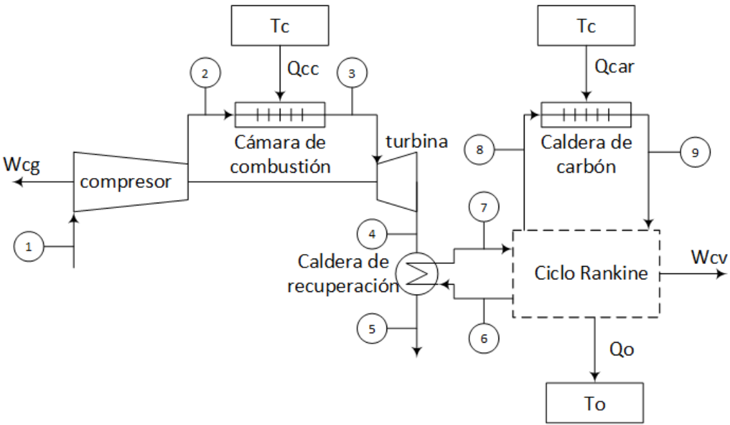 Tc
Tc
Qcc
Qcar
2
3
Cámara de
combustión
turbina
8
Caldera de
carbón
9
Wcg
compresor
1
4
7
Caldera de
recuperación
Ciclo Rankine
Wcv
5
6
Qo
To